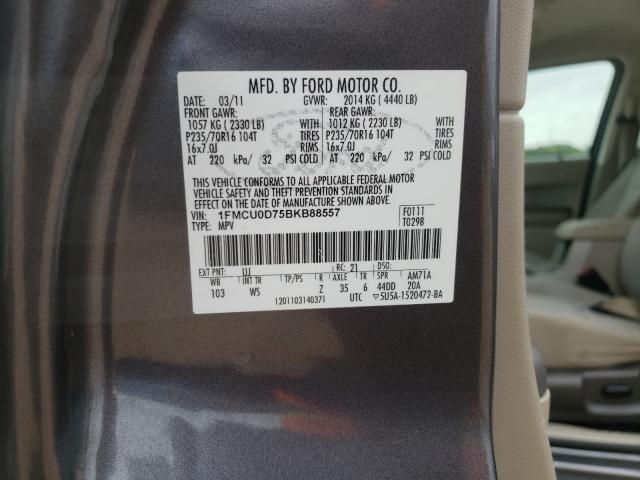 MFD. BY FORD MOTOR CO.
03/11 GVWR: 2014 KG ( 4440 LB)
FRONT GAWR: REAR GAWR:
1057 KG ( 2330 LB) WITH 1012 KG ( 2230 LB) WITH
P235/70R16 104T TIRES P235/70R16 104T TIRES
16x7.0J RIMS 16x7.0J RIMS
AT 220 kPa/ 32 PSI COLD AT 220 kPa/ 32 PSI COLD
THIS VEHICLE CONFORMS TO ALL APPLICABLE FEDERAL MOTOR
VEHICLE SAFETY AND THEFT PREVENTION STANDARDS IN
EFFECT ON THE DATE OF MANUFACTURE SHOWN ABOVE.
VIN: 1FMCU0D75BKB88557 F0111
TYPE: MPV T0298
EXT PNT: UJ RC: 21 DSO:
WB INT TR TP/PS R AXLE TR SPR AM71A
103 WS Z 35 6 44DD 20A
1201103140371 UTC ▽5U5A-1520472-BA